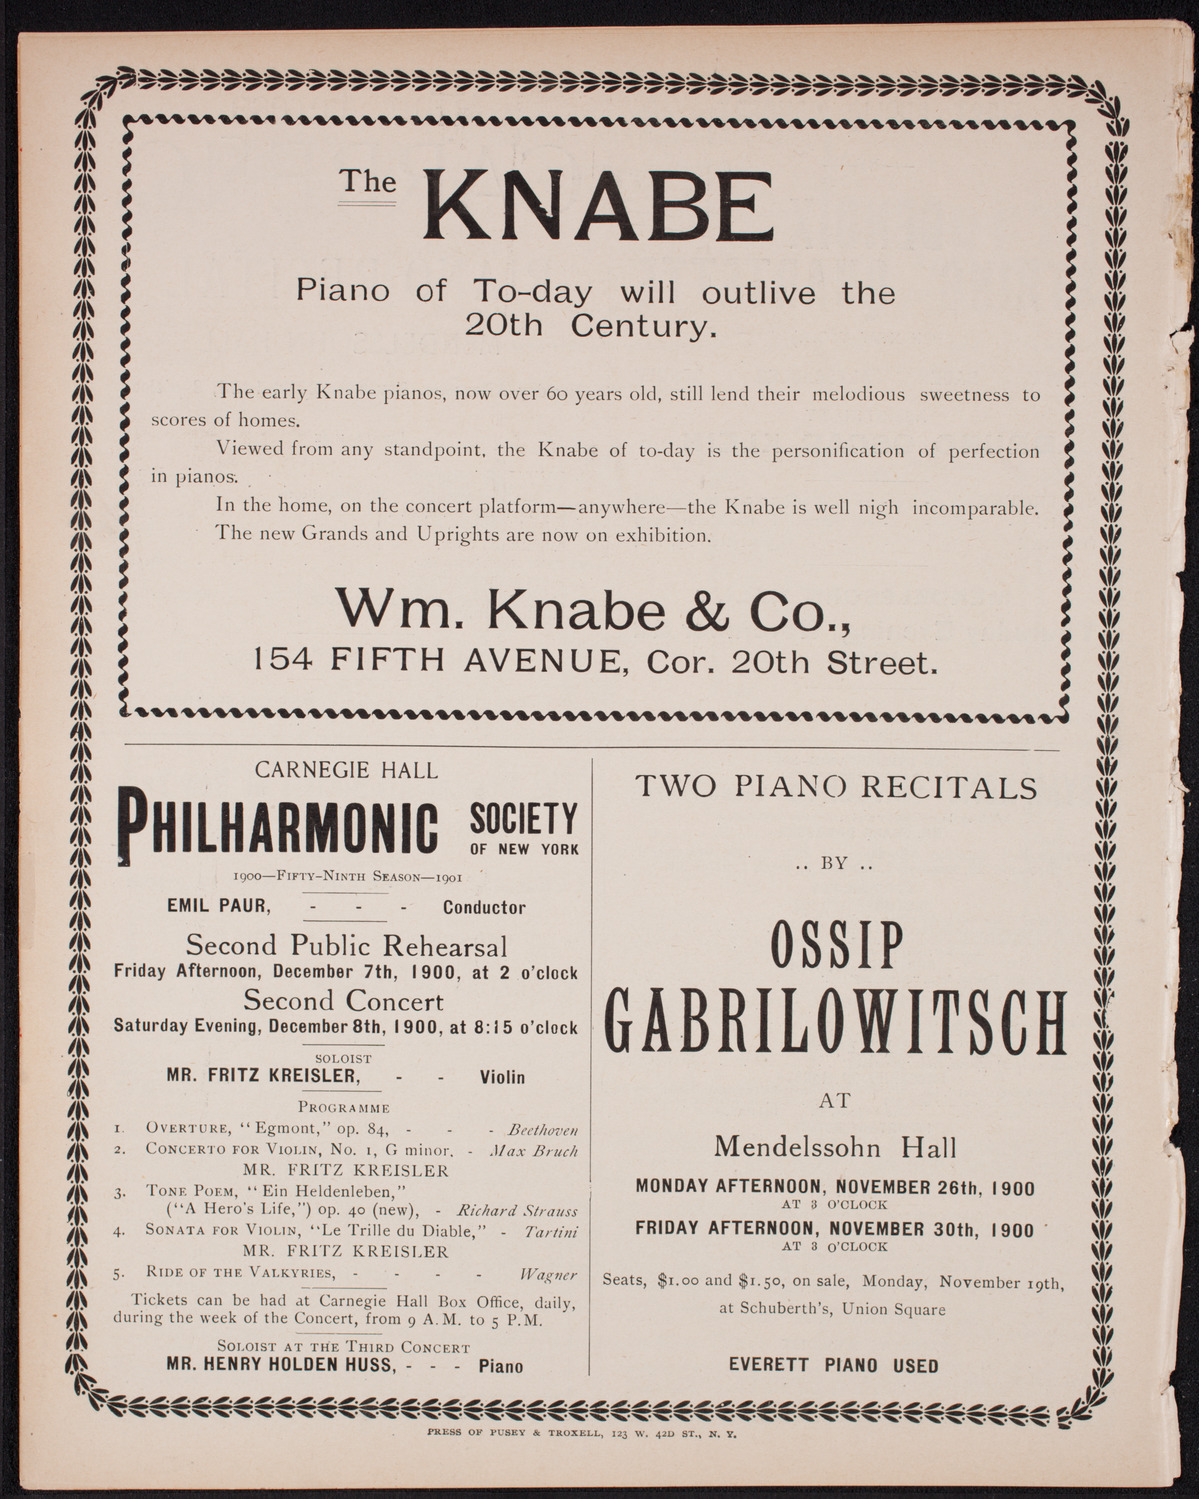 The KNABE
Piano of To-day will outlive the
20th Century.
The early Knabe pianos, now over 60 years old, still lend their melodious sweetness to
scores of homes.
Viewed from any standpoint, the Knabe of to-day is the personification of perfection
in pianos.
In the home, on the concert platform—anywhere—the Knabe is well nigh incomparable.
The new Grands and Uprights are now on exhibition.
Wm. Knabe & Co.,
154 FIFTH AVENUE, Cor. 20th Street.
CARNEGIE HALL
PHILHARMONIC SOCIETY
OF NEW YORK
1900—FIFTY-NINTH SEASON—1901
EMIL PAUR, - - - Conductor
Second Public Rehearsal
Friday Afternoon, December 7th, 1900, at 2 o'clock
Second Concert
Saturday Evening, December 8th, 1900, at 8:15 o'clock
SOLOIST
MR. FRITZ KREISLER, - - Violin
PROGRAMME
1. OVERTURE, "Egmont," op. 84, - - - Beethoven
2. CONCERTO FOR VIOLIN, No. 1, G minor. - Max Bruch
MR. FRITZ KREISLER
3. TONE POEM, "Ein Heldenleben,"
("A Hero's Life,") op. 40 (new), - Richard Strauss
4. SONATA FOR VIOLIN, "Le Trille du Diable," - Tartini
MR. FRITZ KREISLER
5. RIDE OF THE VALKYRIES, - - - - Wagner
Tickets can be had at Carnegie Hall Box Office, daily,
during the week of the Concert, from 9 A.M. to 5 P.M.
SOLOIST AT THE THIRD CONCERT
MR. HENRY HOLDEN HUSS, - - - Piano
TWO PIANO RECITALS
.. BY ..
OSSIP
GABRILOWITSCH
AT
Mendelssohn Hall
MONDAY AFTERNOON, NOVEMBER 26th, 1900
AT 3 O'CLOCK
FRIDAY AFTERNOON, NOVEMBER 30th, 1900
AT 3 O'CLOCK
Seats, $1.00 and $1.50, on sale, Monday, November 19th,
at Schuberth's, Union Square
EVERETT PIANO USED
PRESS OF PUSEY & TROXELL, 123 W. 42D ST., N. Y.